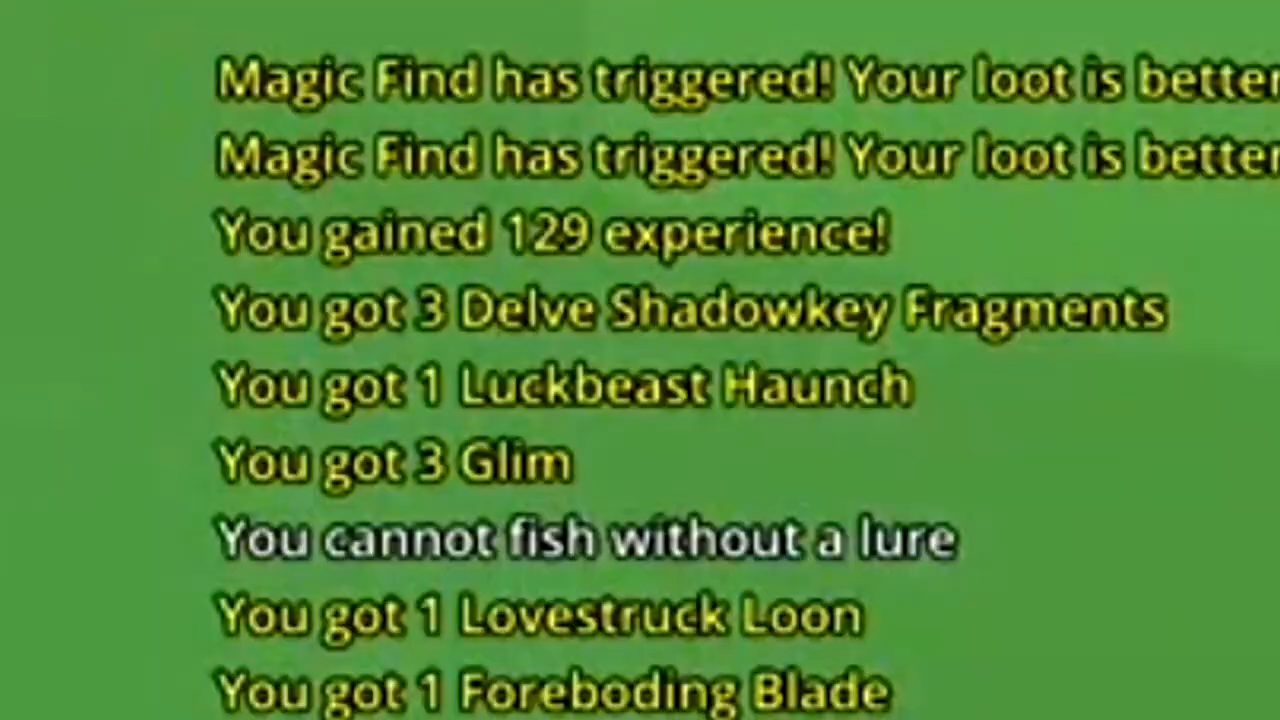 Magic Find has triggered! Your loot is better
Magic Find has triggered! Your loot is better
You gained 129 experience!
You got 3 Delve Shadowkey Fragments
You got 1 Luckbeast Haunch
You got 3 Glim
You cannot fish without a lure
You got 1 Lovestruck Loon
You got 1 Foreboding Blade